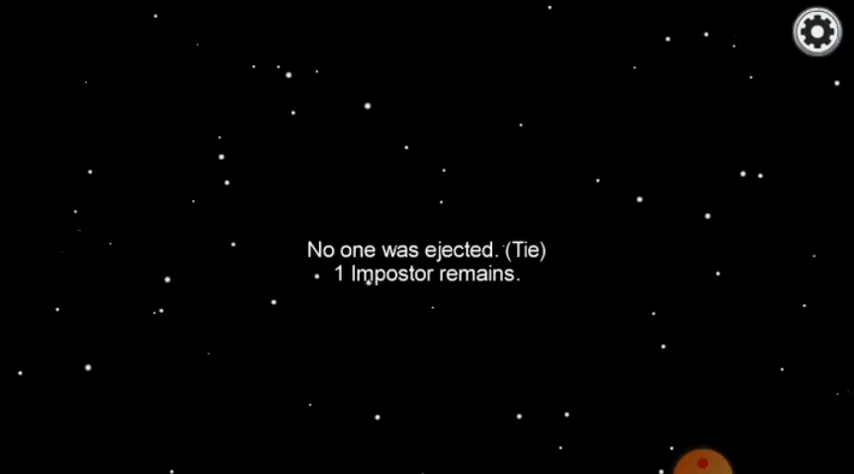 No one was ejected. (Tie)
1 Impostor remains.